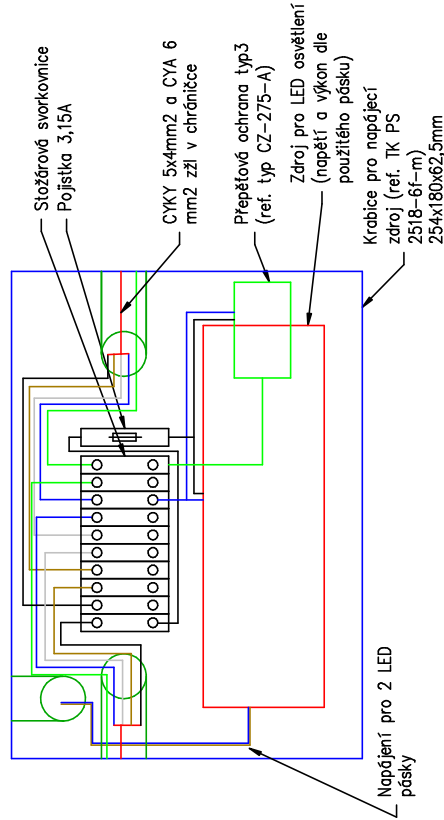 Stožárová svorkovnice
Pojistka 3,15A
CYKY 5x4mm2 a CYA 6
mm2 zžl v chráničce
Přepěťová ochrana typ3
(ref. typ CZ-275-A)
Zdroj pro LED osvětlení
(napětí a výkon dle
použitého pásku)
Krabice pro napájecí
zdroj (ref. TK PS
2518-6f-m)
254x180x62,5mm
Napájení pro 2 LED
pásky